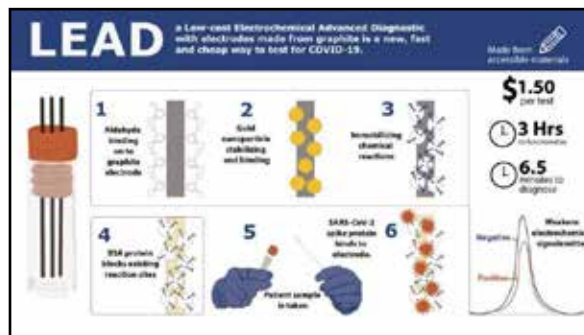 LEAD
a Low-cost Electrochemical Advanced Diagnostic
with electrodes made from graphite is a new, fast
and cheap way to test for COVID-19.
Made from
accessible materials
1
Aldehyde
binding
on to
graphite
electrode
2
Gold
nanoparticle
stabilizing
and binding
3
Immobilizing
chemical
reactions
$1.50
per test
3 Hrs
to functionalize
6.5
minutes to
diagnose
4
BSA protein
blocks existing
reaction sites
5
Patient sample
is taken
SARS-CoV-2
spike protein
binds to
electrode.
6
Negative
Positive
Weakens
electrochemical
signal